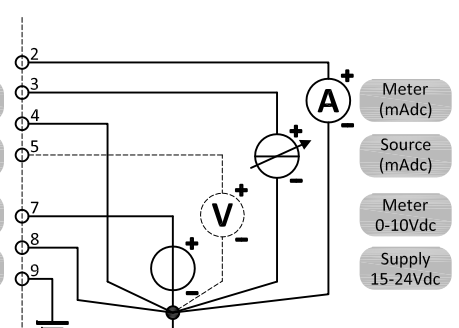 2
3
4
5
7
8
9
A
V
Meter
(mAdc)
Source
(mAdc)
Meter
0-10Vdc
Supply
15-24Vdc